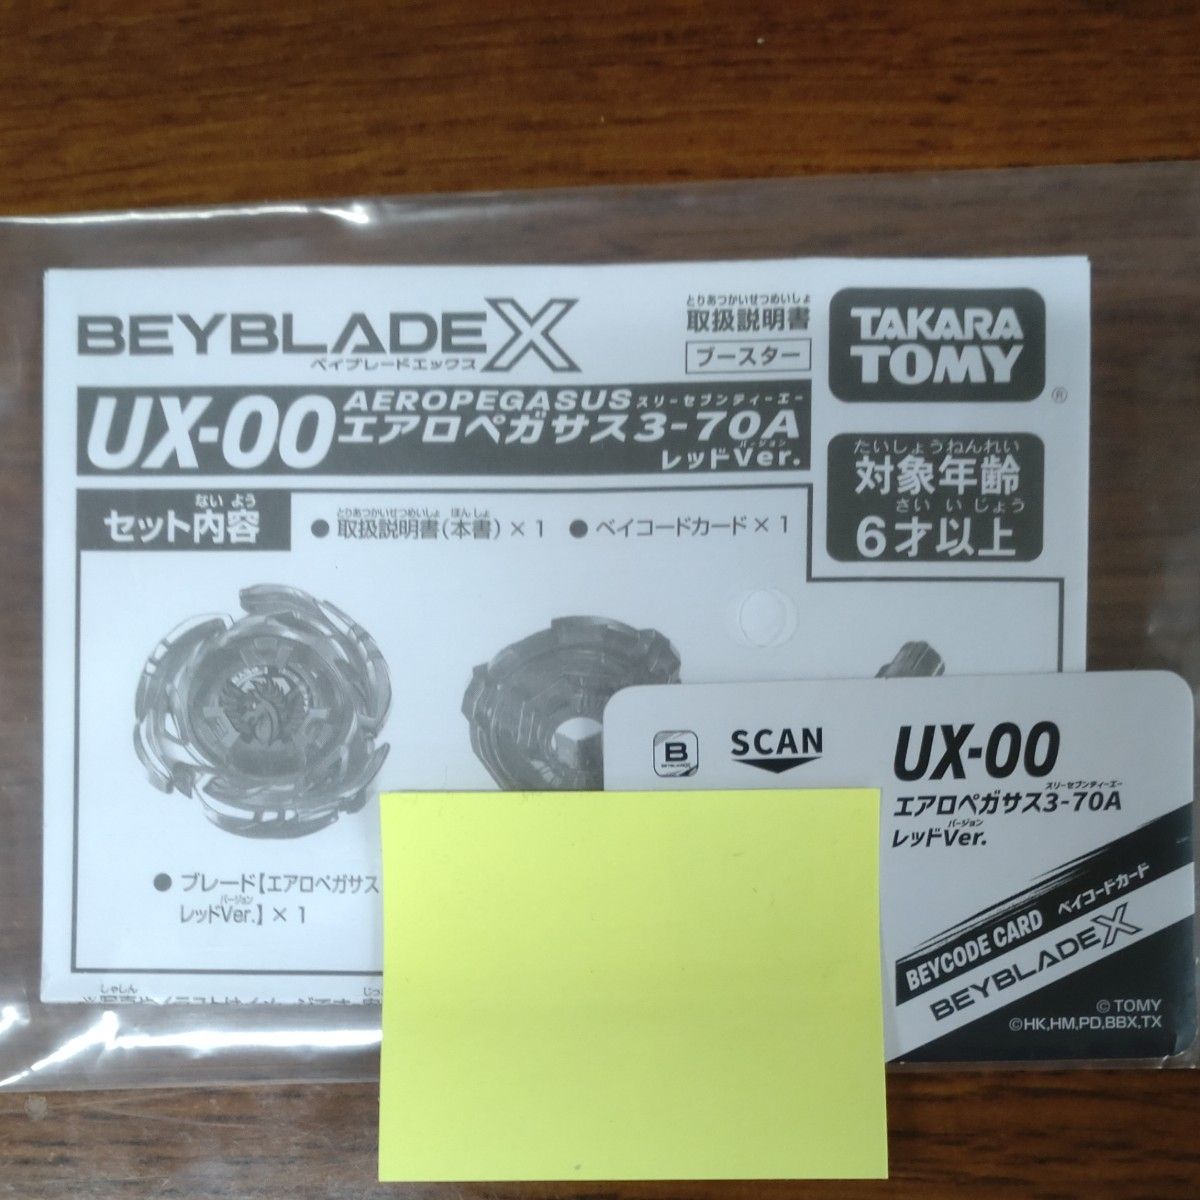 BEYBLADE X
ベイブレードエックス
とりあつかいせつめいしょ
取扱説明書
ブースター
TAKARA
TOMY
®
UX-00
AEROPEGASUS スリーセブンティーエー
エアロペガサス3-70A
バージョン
レッドVer.
たいしょうねんれい
対象年齢
さい い じょう
6才以上
ない よう
セット内容
とりあつかいせつめいしょ ほんしょ
● 取扱説明書(本書)×1 ● ベイコードカード×1
● ブレード【エアロペガサス
バージョン
レッドVer.】×1
しゃしん
B
SCAN
UX-00
スリーセブンティーエー
エアロペガサス3-70A
バージョン
レッドVer.
BEYCODE CARD ベイコードカード
BEYBLADE X
© TOMY
©HK,HM,PD,BBX,TX